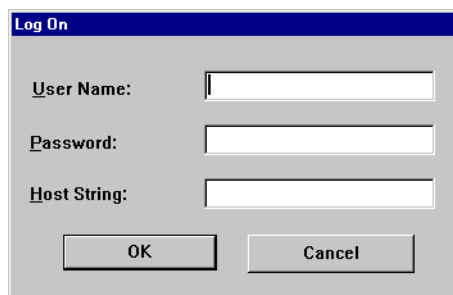 Log On
User Name:
Password:
Host String:
OK
Cancel